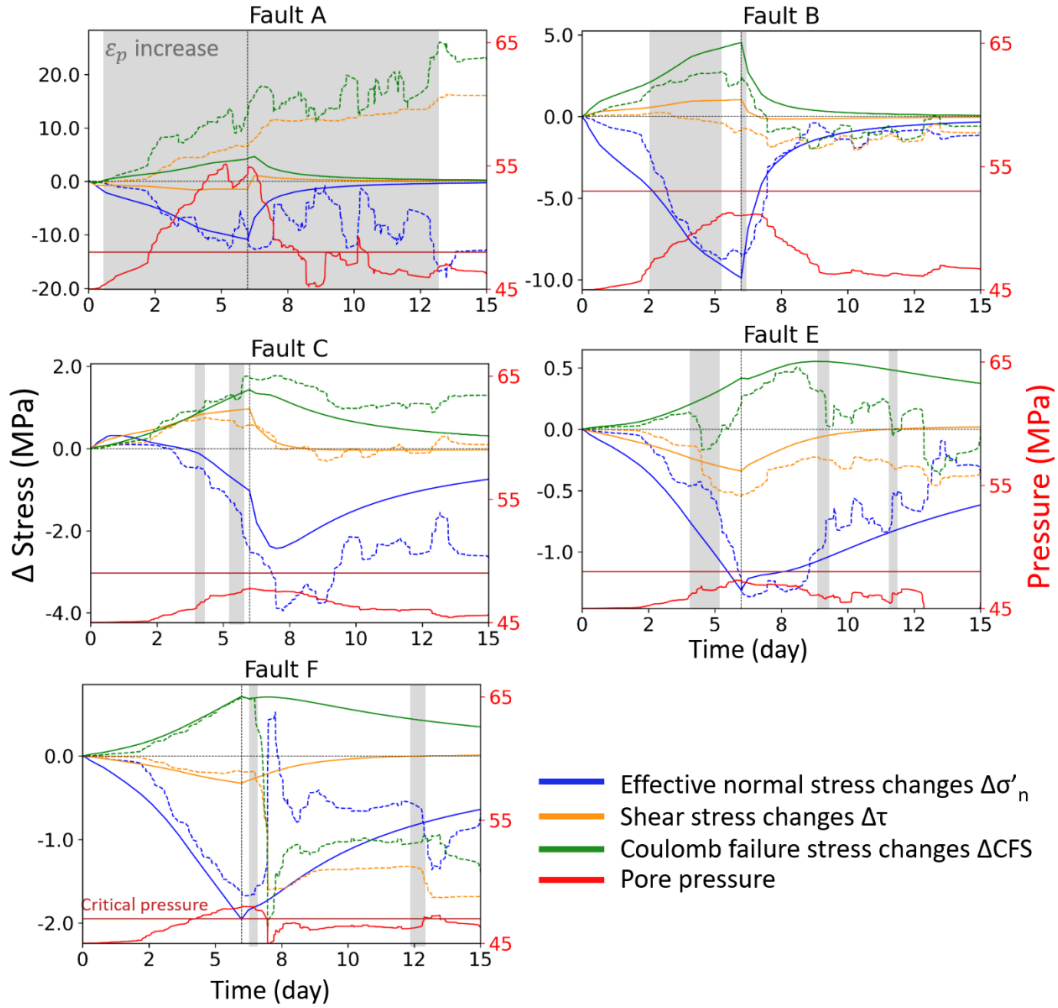 Fault A
ε_p increase
20.0
10.0
0.0
-10.0
-20.0
65
55
45
0 2 5 8 10 12 15
Fault B
5.0
0.0
-5.0
-10.0
65
55
45
0 2 5 8 10 12 15
Fault C
2.0
0.0
-2.0
-4.0
65
55
45
0 2 4 6 8 10 12 15
Fault E
0.5
0.0
-0.5
-1.0
65
55
45
0 2 5 8 10 12 15
Δ Stress (MPa)
Pressure (MPa)
Time (day)
Fault F
0.0
-1.0
-2.0
65
55
45
Critical pressure
0 2 5 8 10 12 15
Time (day)
Effective normal stress changes Δσ'_n
Shear stress changes Δτ
Coulomb failure stress changes ΔCFS
Pore pressure